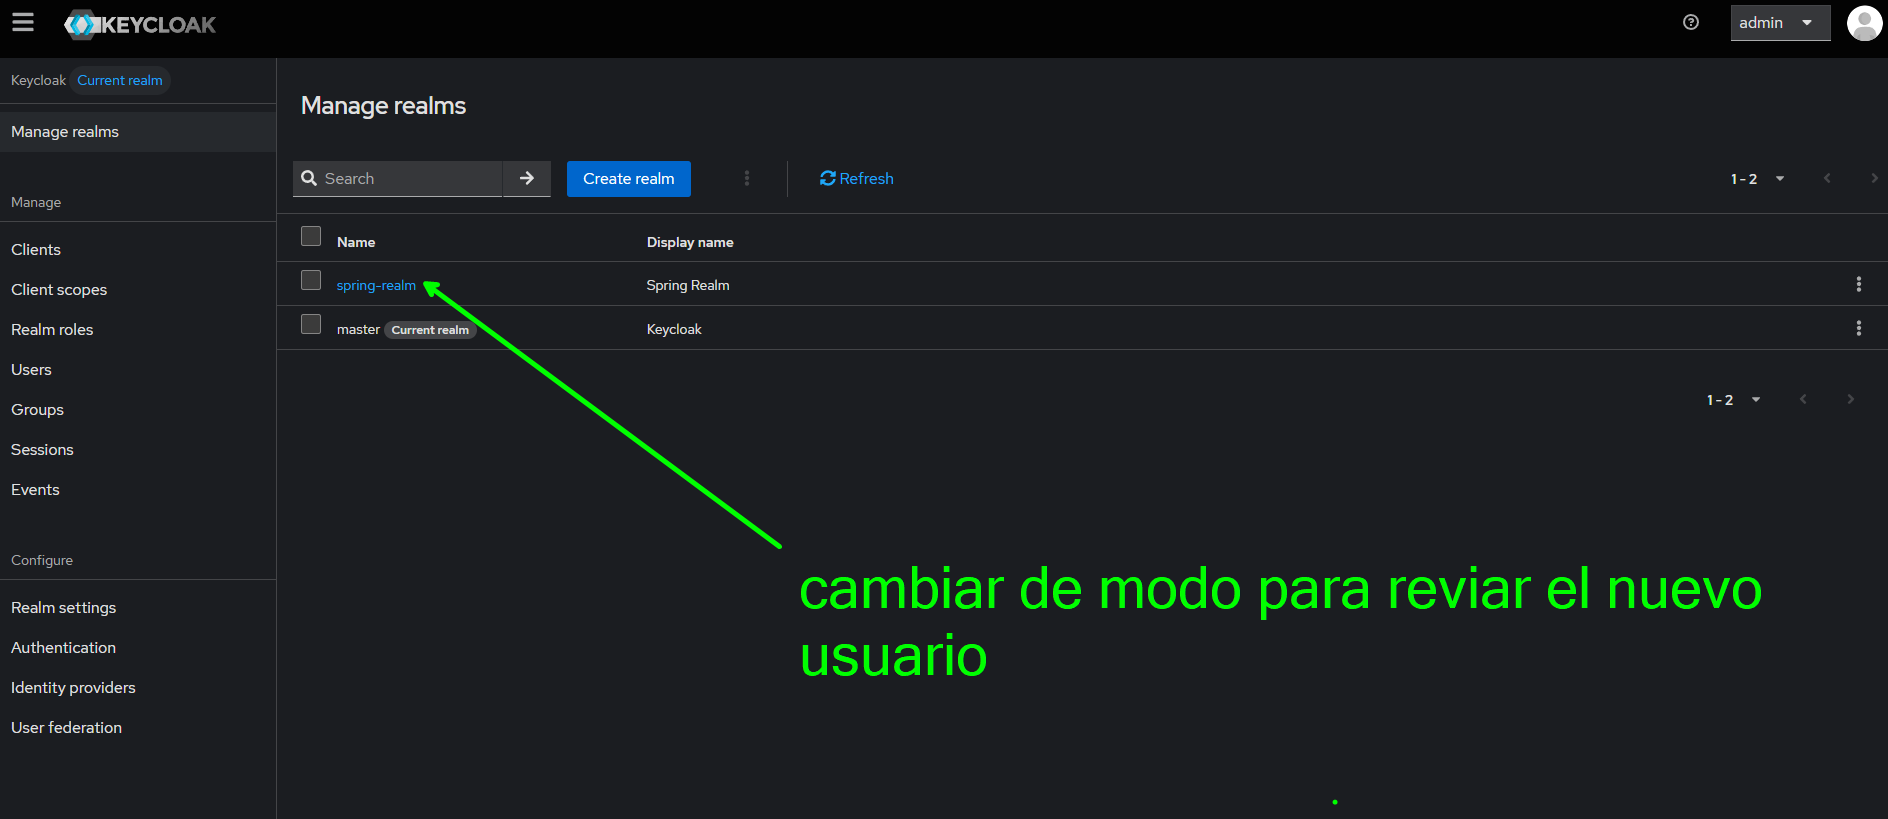 KEYCLOAK
admin
Keycloak Current realm
Manage realms
Manage
Clients
Client scopes
Realm roles
Users
Groups
Sessions
Events
Configure
Realm settings
Authentication
Identity providers
User federation
Manage realms
Search
Create realm
Refresh
1 - 2
Name Display name
spring-realm Spring Realm
master Current realm Keycloak
1 - 2
cambiar de modo para reviar el nuevo
usuario